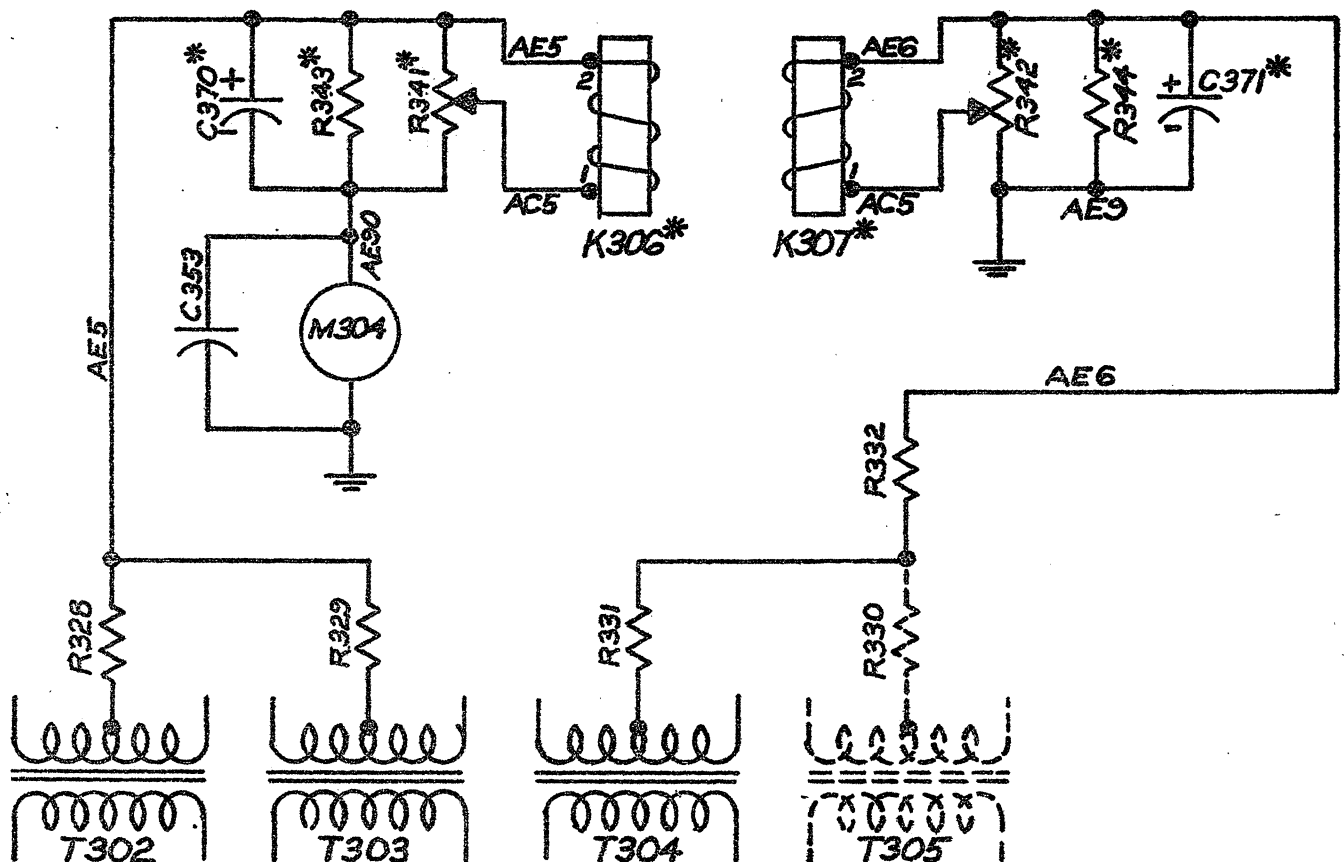 AE5
AE6
C370*
+
R343*
R341*
2
2
R342*
R344*
+
C371*
1
1
AC5
AC5
AE9
K306*
K307*
AE90
C353
M304
AE5
AE6
R332
R328
R329
R331
R330
T302
T303
T304
T305